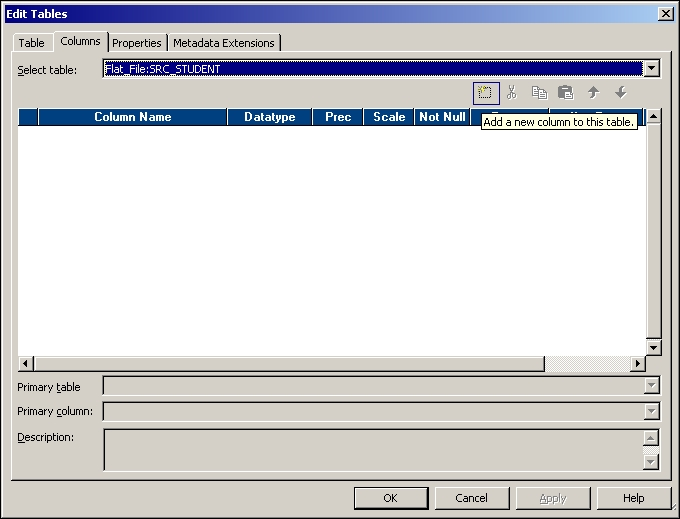 Edit Tables
Table Columns Properties Metadata Extensions
Select table: Flat_File:SRC_STUDENT
Column Name Datatype Prec Scale Not Null
Add a new column to this table.
Primary table
Primary column:
Description:
OK Cancel Apply Help